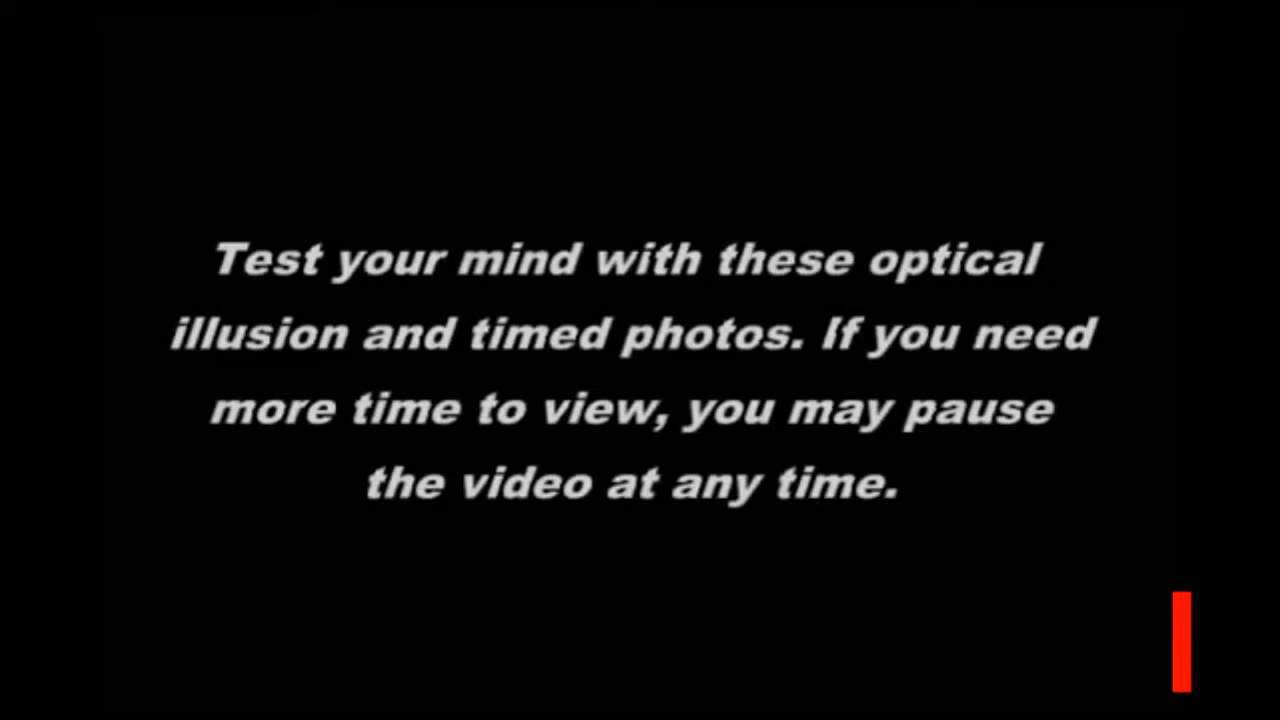 Test your mind with these optical
illusion and timed photos. If you need
more time to view, you may pause
the video at any time.